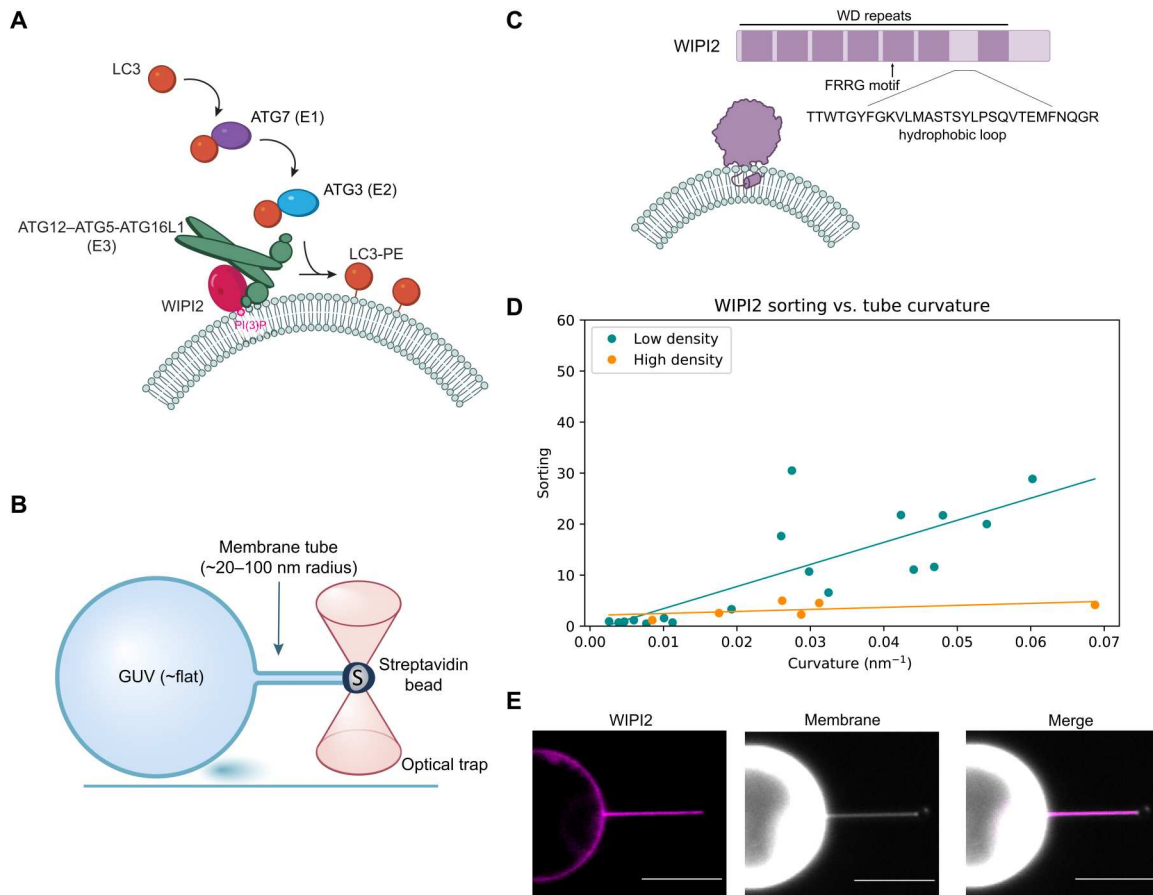 A
LC3
ATG7 (E1)
ATG3 (E2)
ATG12–ATG5-ATG16L1
(E3)
LC3-PE
WIPI2
PI(3)P
B
Membrane tube
(~20–100 nm radius)
GUV (~flat)
S
Streptavidin
bead
Optical trap
C
WD repeats
WIPI2
FRRG motif
TTWTGYFGKVLMASTSYLPSQVTEMFNQGR
hydrophobic loop
D
WIPI2 sorting vs. tube curvature
Low density
High density
60
50
40
30
20
10
0
Sorting
0.00 0.01 0.02 0.03 0.04 0.05 0.06 0.07
Curvature (nm⁻¹)
E
WIPI2 Membrane Merge